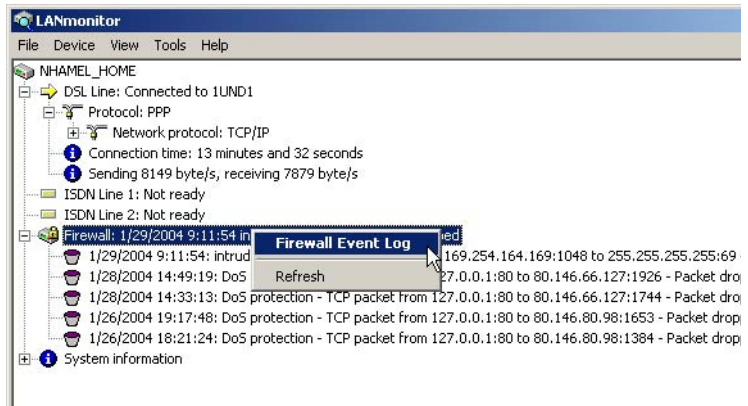 LANmonitor
File Device View Tools Help
NHAMEL_HOME
DSL Line: Connected to 1UND1
Protocol: PPP
Network protocol: TCP/IP
Connection time: 13 minutes and 32 seconds
Sending 8149 byte/s, receiving 7879 byte/s
ISDN Line 1: Not ready
ISDN Line 2: Not ready
Firewall: 1/29/2004 9:11:54
Firewall Event Log
1/29/2004 9:11:54: 169.254.164.169:1048 to 255.255.255.255:69
Refresh
1/28/2004 14:49:19: DoS 27.0.0.1:80 to 80.146.66.127:1926 - Packet
1/28/2004 14:33:13: DoS protection - TCP packet from 127.0.0.1:80 to 80.146.66.127:1744 - Packet
1/26/2004 19:17:48: DoS protection - TCP packet from 127.0.0.1:80 to 80.146.80.98:1653 - Packet
1/26/2004 18:21:24: DoS protection - TCP packet from 127.0.0.1:80 to 80.146.80.98:1384 - Packet
System information